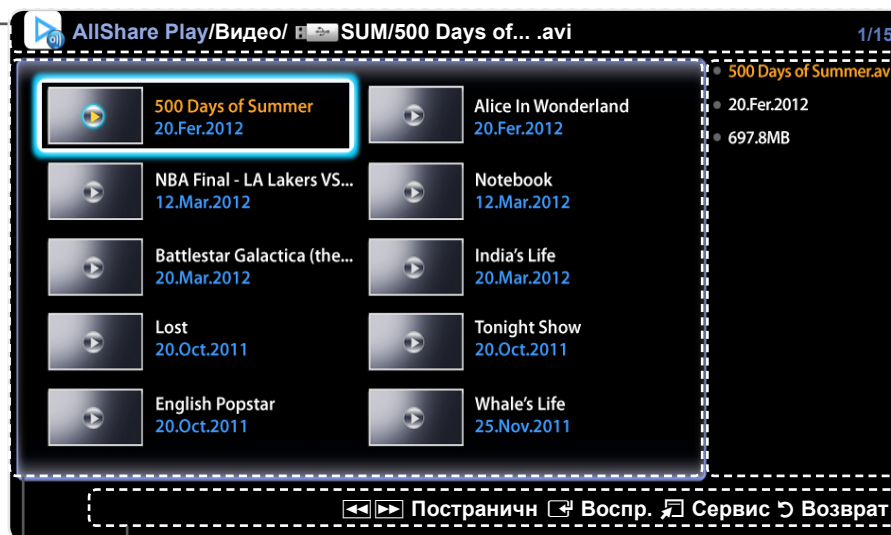 AllShare Play/Видео/ SUM/500 Days of... .avi 1/15
500 Days of Summer
20.Fer.2012
Alice In Wonderland
20.Fer.2012
NBA Final - LA Lakers VS...
12.Mar.2012
Notebook
12.Mar.2012
Battlestar Galactica (the...
20.Mar.2012
India's Life
20.Mar.2012
Lost
20.Oct.2011
Tonight Show
20.Oct.2011
English Popstar
20.Oct.2011
Whale's Life
25.Nov.2011
500 Days of Summer.av
20.Fer.2012
697.8MB
Постраничн Воспр. Сервис Возврат